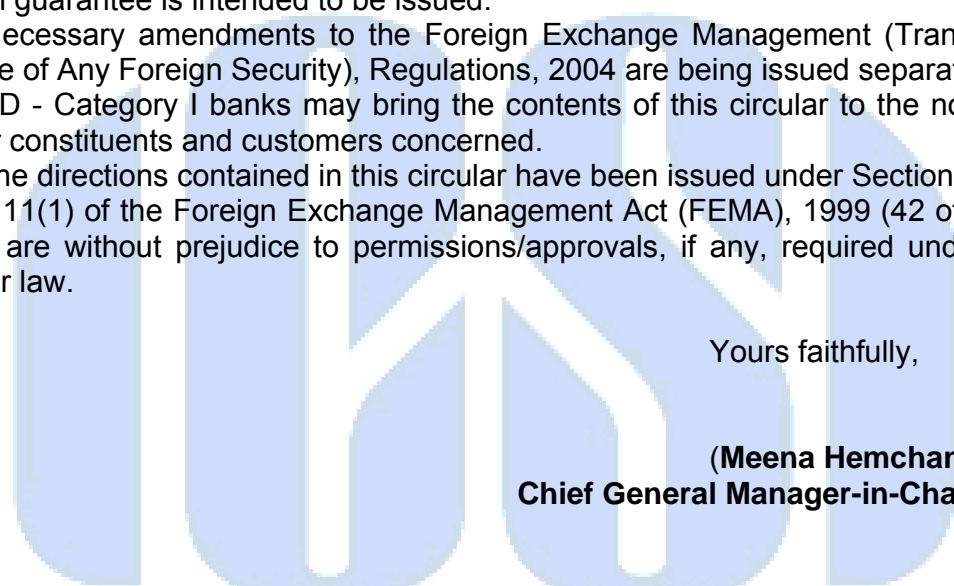 guarantee is intended to be issued.
ecessary amendments to the Foreign Exchange Management (Tran
e of Any Foreign Security), Regulations, 2004 are being issued separat
D - Category I banks may bring the contents of this circular to the no
constituents and customers concerned.
he directions contained in this circular have been issued under Section
11(1) of the Foreign Exchange Management Act (FEMA), 1999 (42 of
are without prejudice to permissions/approvals, if any, required und
r law.
Yours faithfully,
(Meena Hemchan
Chief General Manager-in-Cha